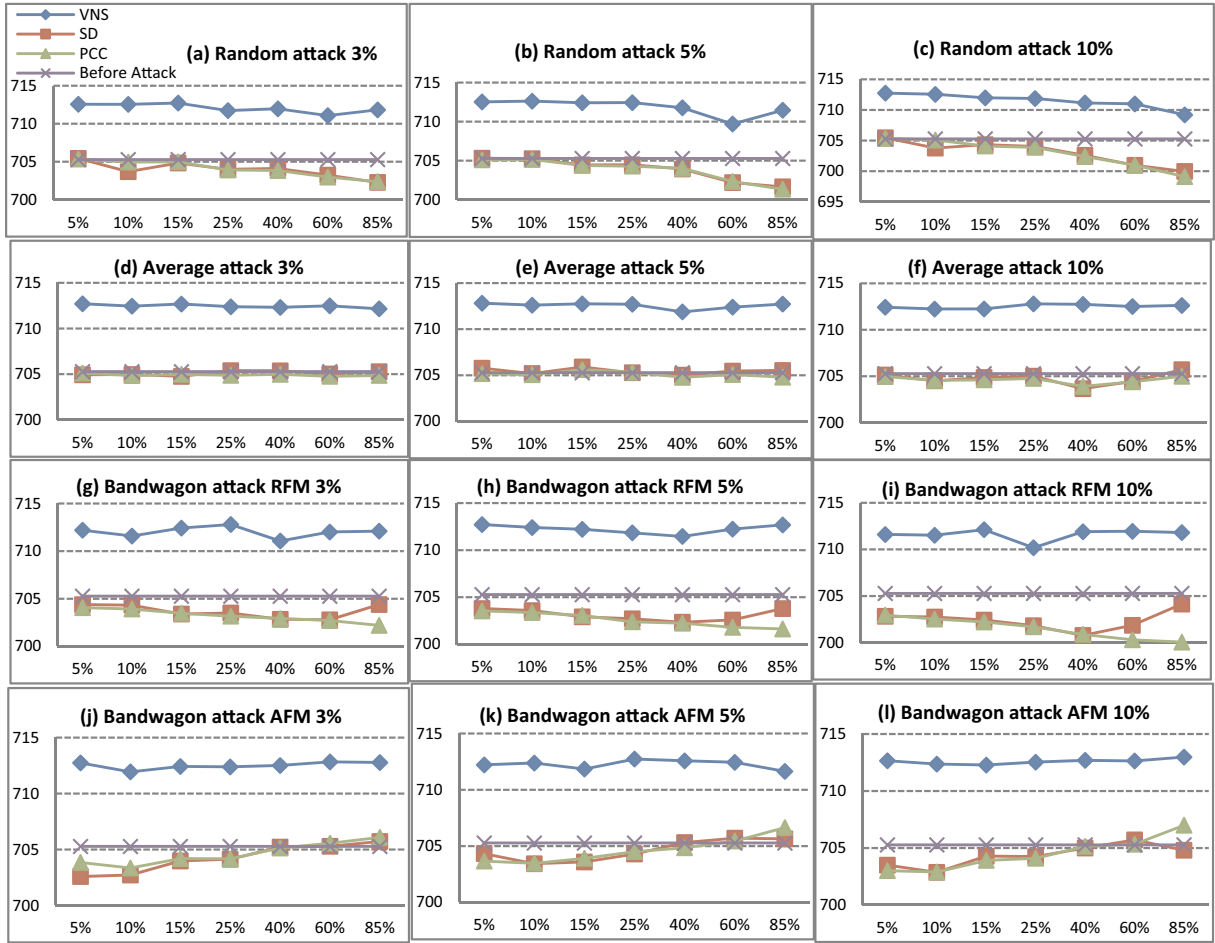 VNS
SD
PCC
Before Attack
(a) Random attack 3%
715
710
705
700
5% 10% 15% 25% 40% 60% 85%
(b) Random attack 5%
715
710
705
700
5% 10% 15% 25% 40% 60% 85%
(c) Random attack 10%
715
710
705
700
695
5% 10% 15% 25% 40% 60% 85%
(d) Average attack 3%
715
710
705
700
5% 10% 15% 25% 40% 60% 85%
(e) Average attack 5%
715
710
705
700
5% 10% 15% 25% 40% 60% 85%
(f) Average attack 10%
715
710
705
700
5% 10% 15% 25% 40% 60% 85%
(g) Bandwagon attack RFM 3%
715
710
705
700
5% 10% 15% 25% 40% 60% 85%
(h) Bandwagon attack RFM 5%
715
710
705
700
5% 10% 15% 25% 40% 60% 85%
(i) Bandwagon attack RFM 10%
715
710
705
700
5% 10% 15% 25% 40% 60% 85%
(j) Bandwagon attack AFM 3%
715
710
705
700
5% 10% 15% 25% 40% 60% 85%
(k) Bandwagon attack AFM 5%
715
710
705
700
5% 10% 15% 25% 40% 60% 85%
(l) Bandwagon attack AFM 10%
715
710
705
700
5% 10% 15% 25% 40% 60% 85%